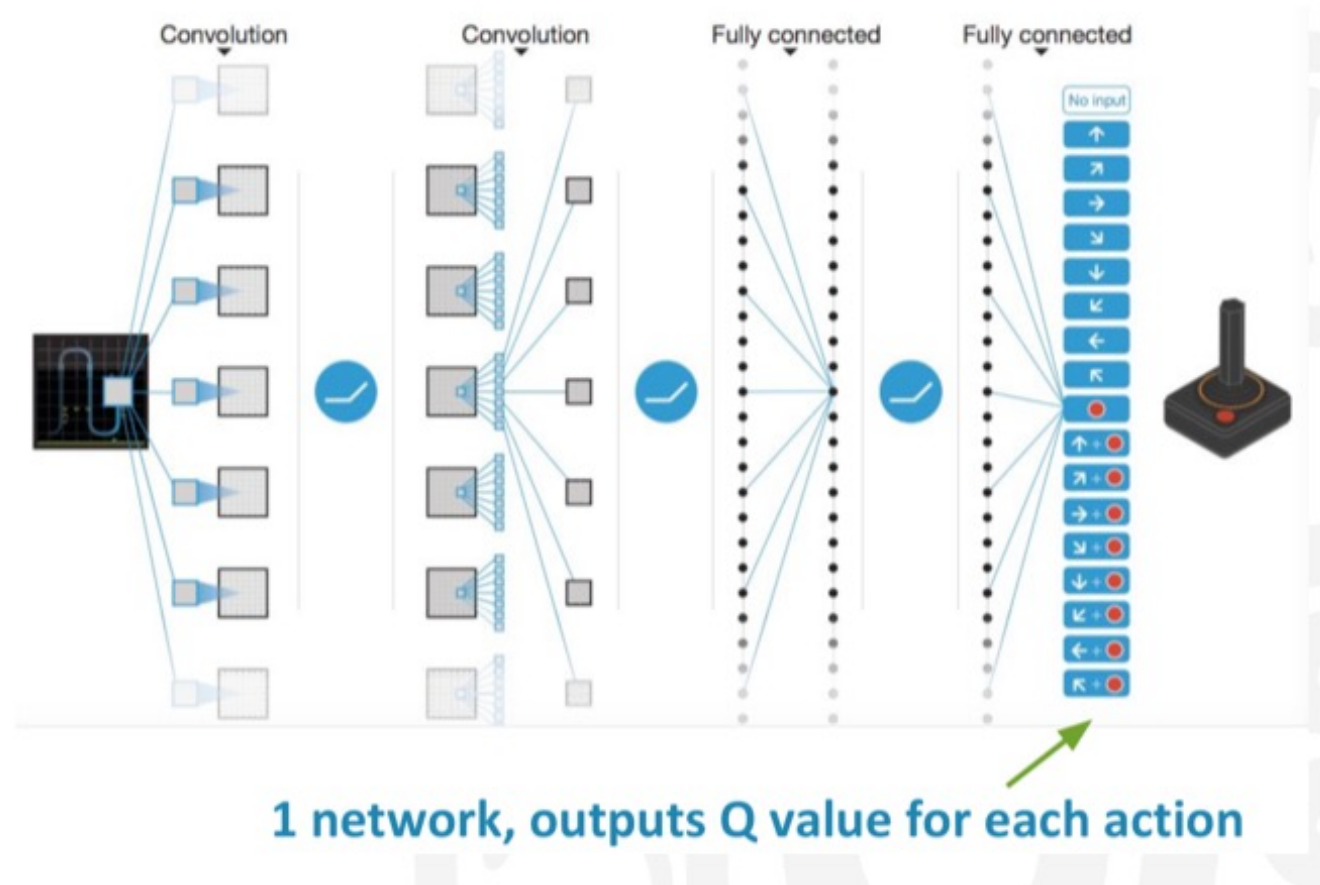 Convolution
Convolution
Fully connected
Fully connected
No input
↑
↗
→
↘
↓
↙
←
↖
↑ +
↗ +
→ +
↘ +
↓ +
↙ +
← +
↖ +
1 network, outputs Q value for each action